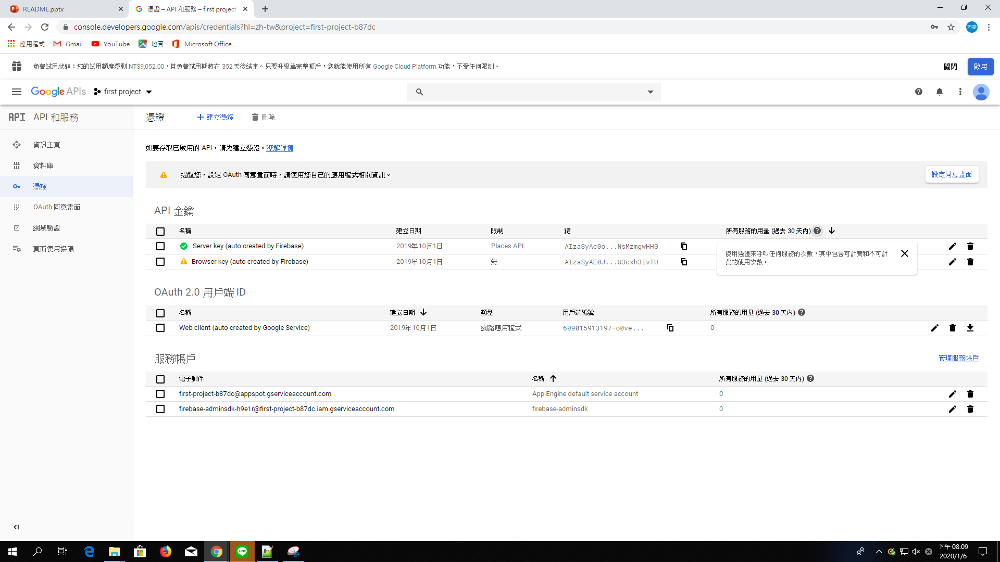 README.pptx
憑證 – API 和服務 – first project
console.developers.google.com/apis/credentials?hl=zh-tw&project=first-project-b87dc
巧雯
應用程式 Gmail YouTube 地圖 Microsoft Office...
免費試用狀態：您的試用額度還剩 NT$9,052.00，且免費試用期將在 352 天後結束。只要升級為完整帳戶，您就能使用所有 Google Cloud Platform 功能，不受任何限制。
關閉 啟用
Google APIs first project
API API 和服務
憑證 建立憑證 刪除
資訊主頁
資料庫
憑證
OAuth 同意畫面
網域驗證
頁面使用協議
如要存取已啟用的 API，請先建立憑證。瞭解詳情
提醒您，設定 OAuth 同意畫面時，請使用您自己的應用程式相關資訊。
設定同意畫面
API 金鑰
名稱 建立日期 限制 鍵 所有服務的用量 (過去 30 天內)
Server key (auto created by Firebase) 2019年10月1日 Places API AIzaSyAc0o...NsMzmgwHH0
Browser key (auto created by Firebase) 2019年10月1日 無 AIzaSyAE0J...U3cxh3IvTU
使用憑證來呼叫任何服務的次數，其中包含可計費和不可計
費的使用次數。
OAuth 2.0 用戶端 ID
名稱 建立日期 類型 用戶端編號 所有服務的用量 (過去 30 天內)
Web client (auto created by Google Service) 2019年10月1日 網路應用程式 609015913197-o0ve... 0
服務帳戶
管理服務帳戶
電子郵件 名稱 所有服務的用量 (過去 30 天內)
first-project-b87dc@appspot.gserviceaccount.com App Engine default service account 0
firebase-adminsdk-h9e1r@first-project-b87dc.iam.gserviceaccount.com firebase-adminsdk 0
LINE
下午 08:09
2020/1/6